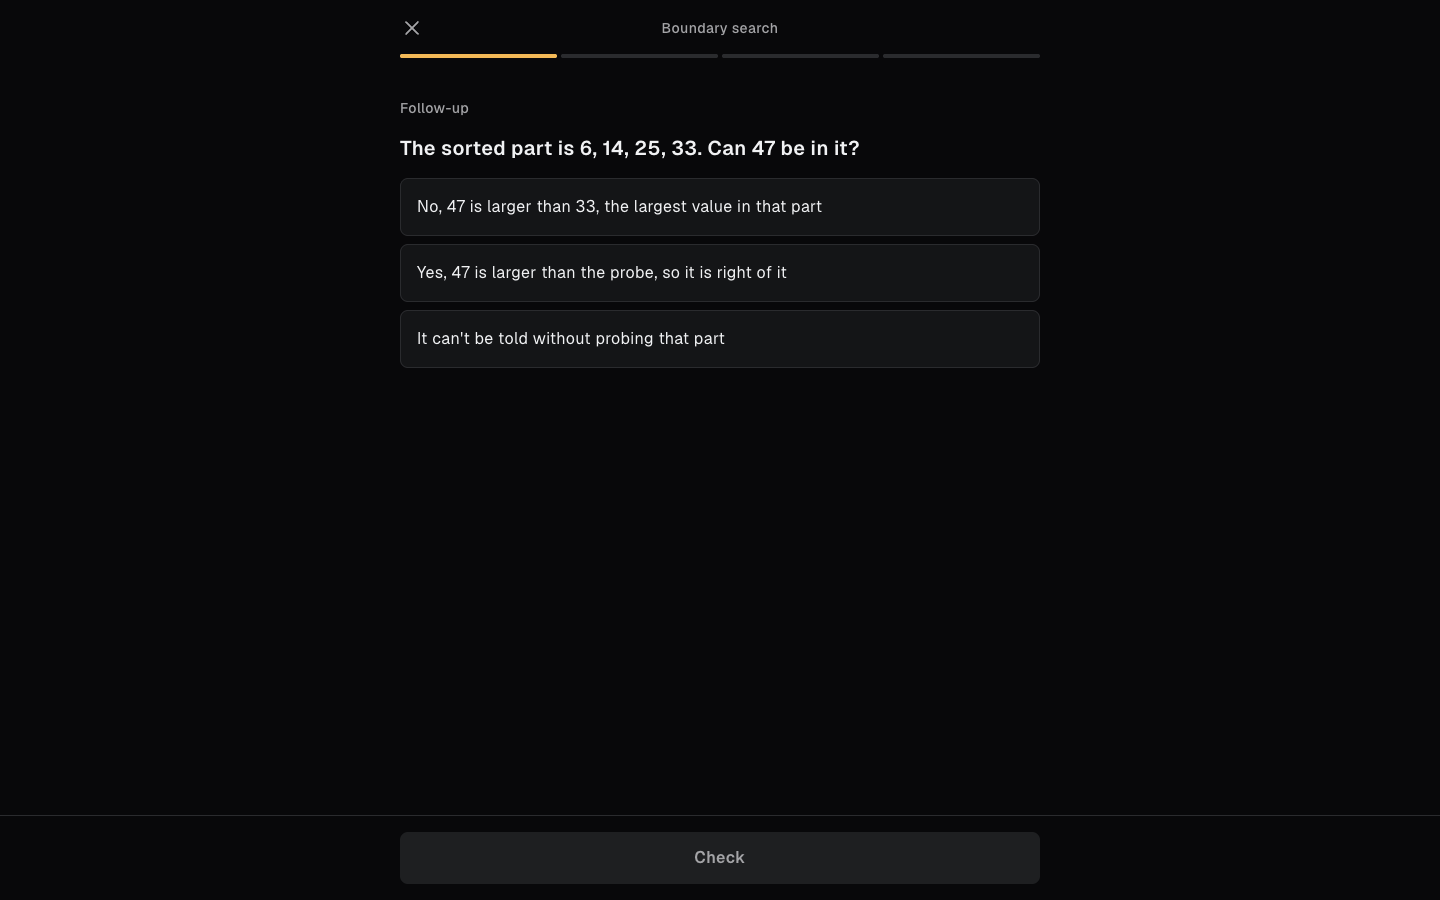 Boundary search
Follow-up
The sorted part is 6, 14, 25, 33. Can 47 be in it?
No, 47 is larger than 33, the largest value in that part
Yes, 47 is larger than the probe, so it is right of it
It can't be told without probing that part
Check